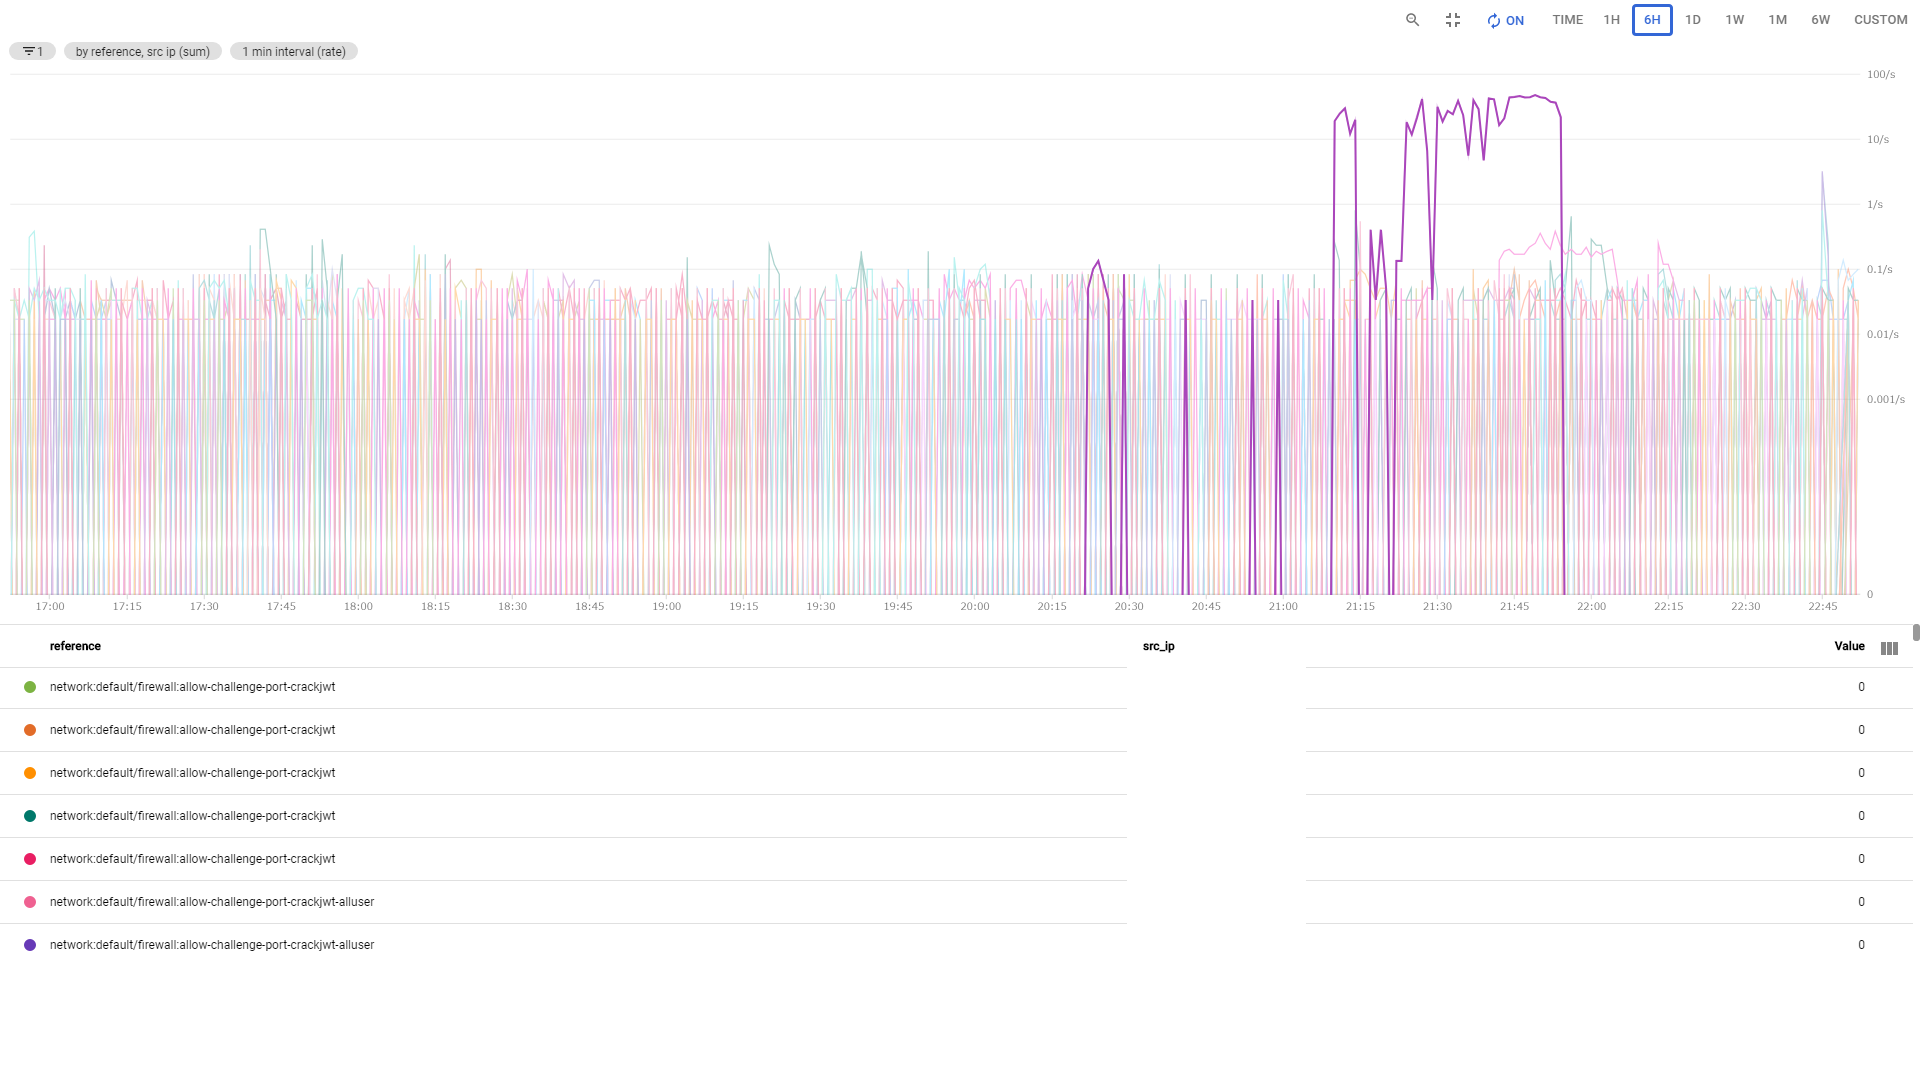 ON TIME 1H 6H 1D 1W 1M 6W CUSTOM
1 by reference, src ip (sum) 1 min interval (rate)
100/s
10/s
1/s
0.1/s
0.01/s
0.001/s
0
17:00 17:15 17:30 17:45 18:00 18:15 18:30 18:45 19:00 19:15 19:30 19:45 20:00 20:15 20:30 20:45 21:00 21:15 21:30 21:45 22:00 22:15 22:30 22:45
reference src_ip Value
network:default/firewall:allow-challenge-port-crackjwt 0
network:default/firewall:allow-challenge-port-crackjwt 0
network:default/firewall:allow-challenge-port-crackjwt 0
network:default/firewall:allow-challenge-port-crackjwt 0
network:default/firewall:allow-challenge-port-crackjwt 0
network:default/firewall:allow-challenge-port-crackjwt-alluser 0
network:default/firewall:allow-challenge-port-crackjwt-alluser 0